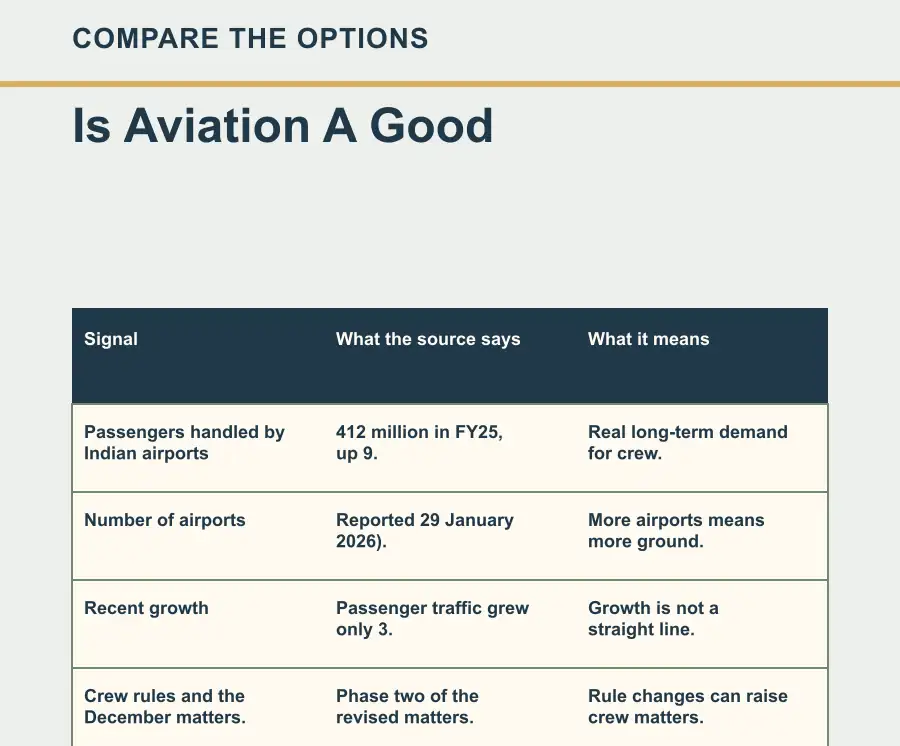 COMPARE THE OPTIONS
Is Aviation A Good
Signal
What the source says
What it means
Passengers handled by
Indian airports
412 million in FY25,
up 9.
Real long-term demand
for crew.
Number of airports
Reported 29 January
2026).
More airports means
more ground.
Recent growth
Passenger traffic grew
only 3.
Growth is not a
straight line.
Crew rules and the
December matters.
Phase two of the
revised matters.
Rule changes can raise
crew matters.